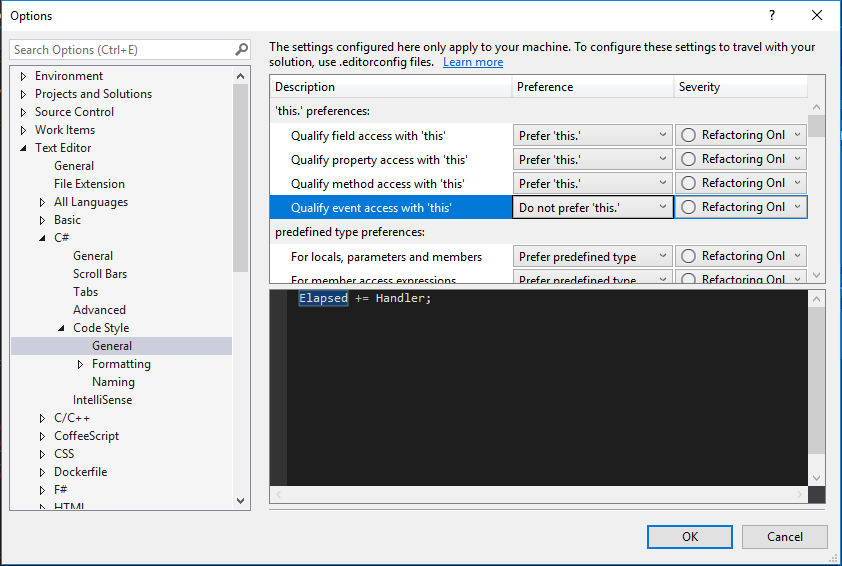 Options
?
Search Options (Ctrl+E)
Environment
Projects and Solutions
Source Control
Work Items
Text Editor
General
File Extension
All Languages
Basic
C#
General
Scroll Bars
Tabs
Advanced
Code Style
General
Formatting
Naming
IntelliSense
C/C++
CoffeeScript
CSS
Dockerfile
F#
HTML
The settings configured here only apply to your machine. To configure these settings to travel with your
solution, use .editorconfig files. Learn more
Description Preference Severity
'this.' preferences:
Qualify field access with 'this' Prefer 'this.' Refactoring Onl
Qualify property access with 'this' Prefer 'this.' Refactoring Onl
Qualify method access with 'this' Prefer 'this.' Refactoring Onl
Qualify event access with 'this' Do not prefer 'this.' Refactoring Onl
predefined type preferences:
For locals, parameters and members Prefer predefined type Refactoring Onl
For member access expressions Prefer predefined type Refactoring Onl
Elapsed += Handler;
OK Cancel